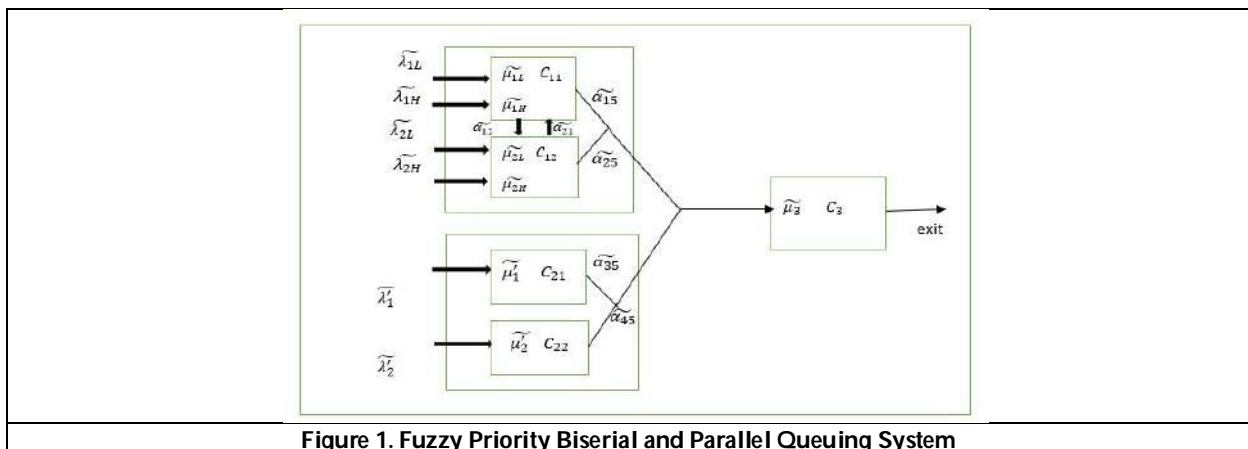 λ̃1L
λ̃1H
λ̃2L
λ̃2H
μ̃1L C11
μ̃1H
α̃12 α̃21
μ̃2L C12
μ̃2H
α̃15
α̃25
μ̃3 C3
exit
λ̃′1
λ̃′2
μ̃′1 C21
μ̃′2 C22
α̃35
α̃45
Figure 1. Fuzzy Priority Biserial and Parallel Queuing System